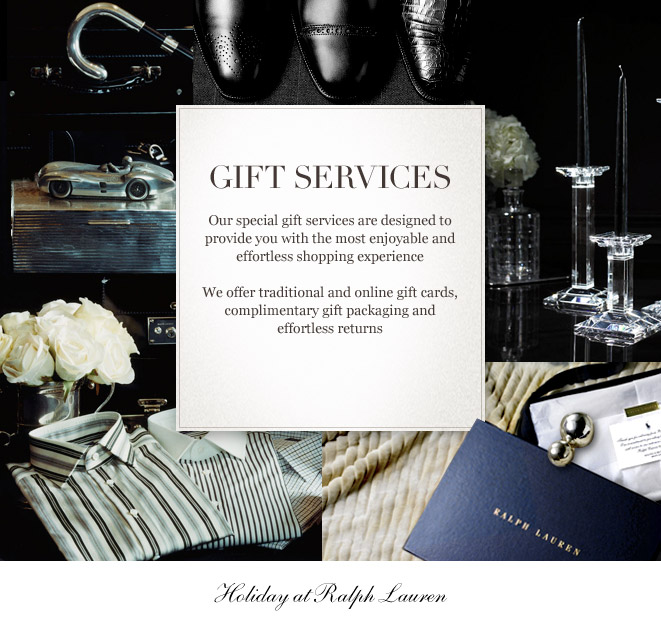 GIFT SERVICES
Our special gift services are designed to
provide you with the most enjoyable and
effortless shopping experience
We offer traditional and online gift cards,
complimentary gift packaging and
effortless returns
RALPH LAUREN
Holiday at Ralph Lauren